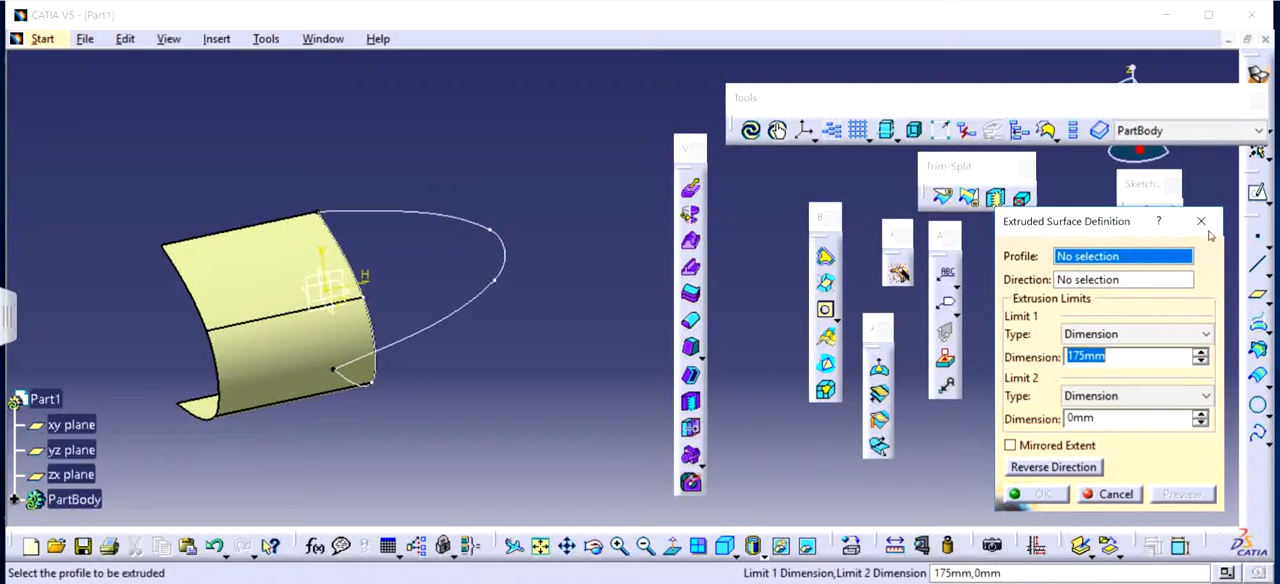 CATIA V5 - [Part1]
Start File Edit View Insert Tools Window Help
Z
Tools
PartBody
V...
Trim-Split
Sketch...
B
A
ABC
Extruded Surface Definition ? ×
Profile: No selection
Direction: No selection
Extrusion Limits
Limit 1
Type: Dimension
Dimension: 175mm
Limit 2
Type: Dimension
Dimension: 0mm
Mirrored Extent
Reverse Direction
OK Cancel Preview
Y
H
Part1
xy plane
yz plane
zx plane
PartBody
f(x)
DS CATIA
Select the profile to be extruded
Limit 1 Dimension,Limit 2 Dimension 175mm,0mm